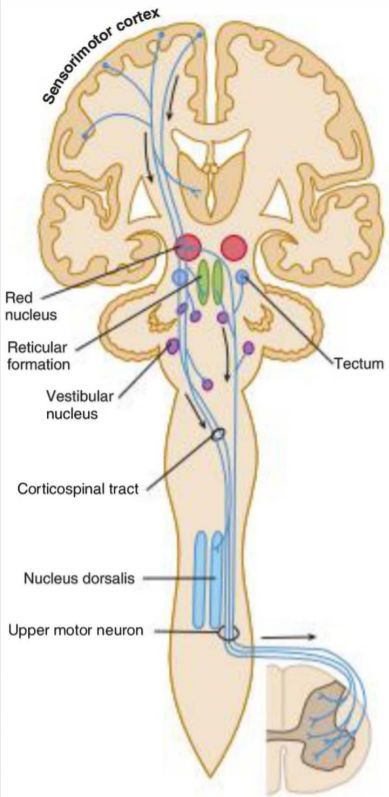 Sensorimotor cortex
Red
nucleus
Reticular
formation
Vestibular
nucleus
Tectum
Corticospinal tract
Nucleus dorsalis
Upper motor neuron